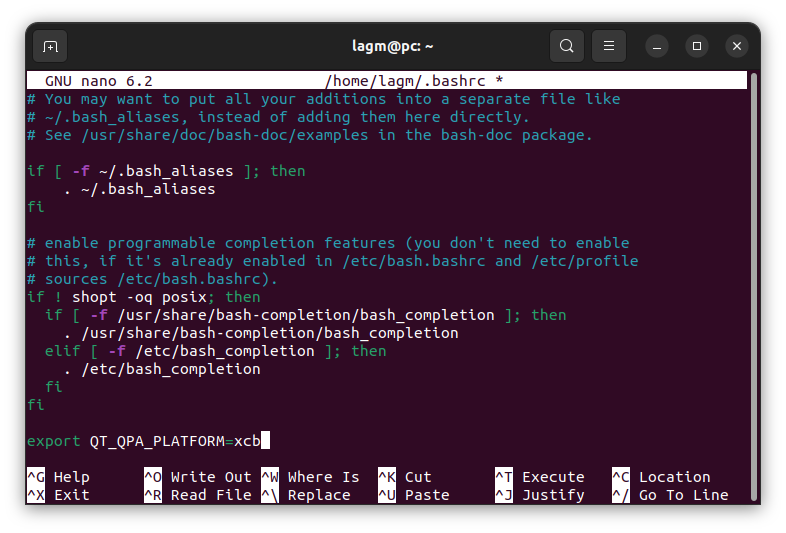 lagm@pc: ~
GNU nano 6.2 /home/lagm/.bashrc *
# You may want to put all your additions into a separate file like
# ~/.bash_aliases, instead of adding them here directly.
# See /usr/share/doc/bash-doc/examples in the bash-doc package.

if [ -f ~/.bash_aliases ]; then
    . ~/.bash_aliases
fi

# enable programmable completion features (you don't need to enable
# this, if it's already enabled in /etc/bash.bashrc and /etc/profile
# sources /etc/bash.bashrc).
if ! shopt -oq posix; then
  if [ -f /usr/share/bash-completion/bash_completion ]; then
    . /usr/share/bash-completion/bash_completion
  elif [ -f /etc/bash_completion ]; then
    . /etc/bash_completion
  fi
fi

export QT_QPA_PLATFORM=xcb
^G Help ^O Write Out ^W Where Is ^K Cut ^T Execute ^C Location
^X Exit ^R Read File ^\ Replace ^U Paste ^J Justify ^/ Go To Line